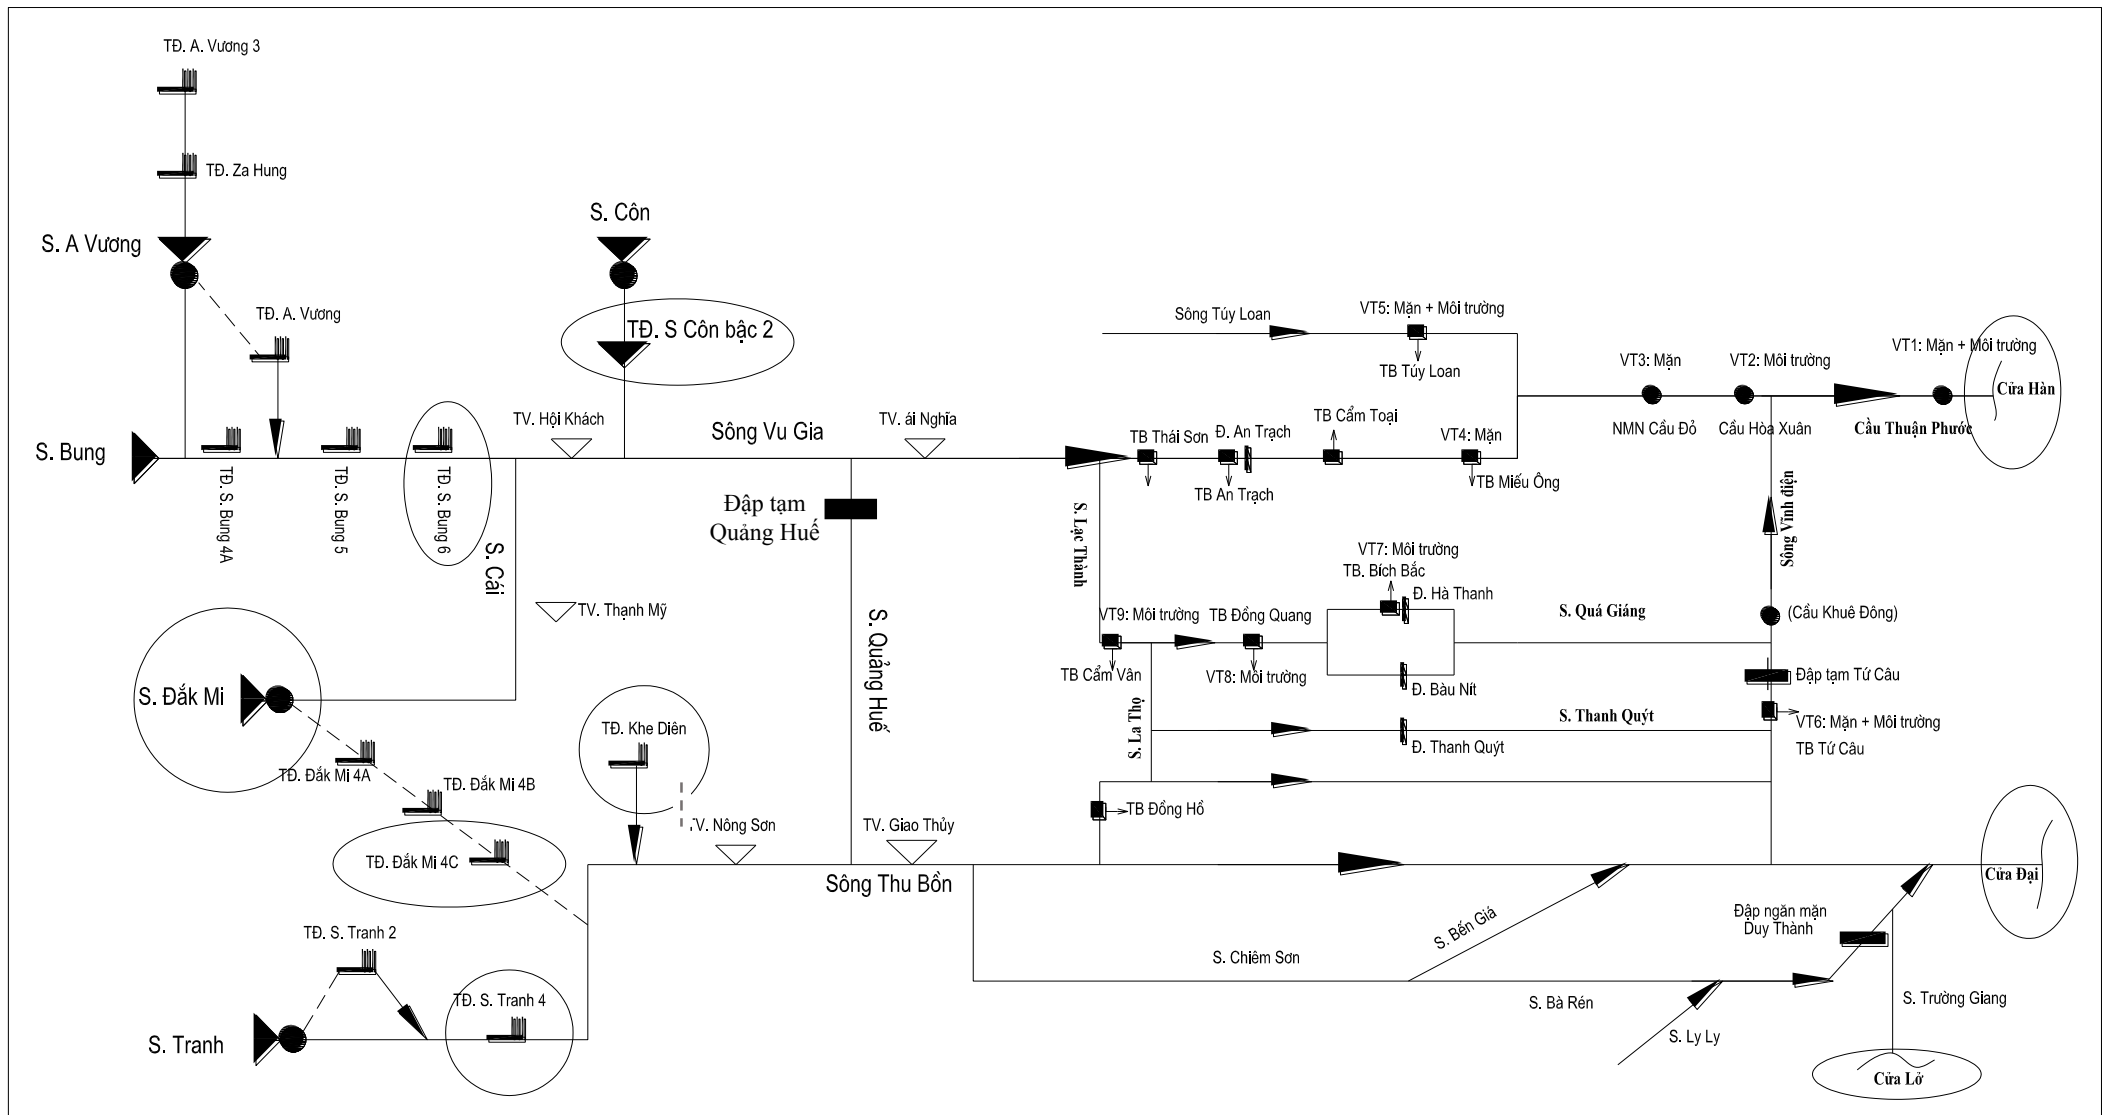 TĐ. A. Vương 3
TĐ. Za Hung
S. A Vương
S. Côn
TĐ. A. Vương
TĐ. S Côn bậc 2
Sông Túy Loan
VT5: Mặn + Môi trường
TB Túy Loan
VT3: Mặn
VT2: Môi trường
VT1: Mặn + Môi trường
Cửa Hàn
NMN Cầu Đỏ
Cầu Hòa Xuân
Cầu Thuận Phước
S. Bung
TV. Hội Khách
Sông Vu Gia
TV. ái Nghĩa
TB Thái Sơn
Đ. An Trạch
TB Cẩm Toại
VT4: Mặn
TB An Trạch
TB Miếu Ông
TĐ. S. Bung 4A
TĐ. S. Bung 5
TĐ. S. Bung 6
S. Cái
Đập tạm
Quảng Huế
S. Lạc Thành
Sông Vĩnh điện
VT7: Môi trường
TB. Bích Bắc
Đ. Hà Thanh
TV. Thạnh Mỹ
S. Quảng Huế
VT9: Môi trường
TB Đồng Quang
S. Quá Giáng
(Cầu Khuê Đông)
TB Cẩm Vân
VT8: Môi trường
Đ. Bàu Nít
Đập tạm Tứ Câu
S. Đắk Mi
S. La Thọ
S. Thanh Quýt
VT6: Mặn + Môi trường
TB Tứ Câu
Đ. Thanh Quýt
TĐ. Khe Diên
TĐ. Đắk Mi 4A
TĐ. Đắk Mi 4B
TB Đồng Hồ
TV. Nông Sơn
TV. Giao Thủy
TĐ. Đắk Mi 4C
Sông Thu Bồn
Cửa Đại
Đập ngăn mặn
Duy Thành
S. Bến Giá
TĐ. S. Tranh 2
S. Chiêm Sơn
TĐ. S. Tranh 4
S. Bà Rén
S. Trường Giang
S. Tranh
S. Ly Ly
Cửa Lở